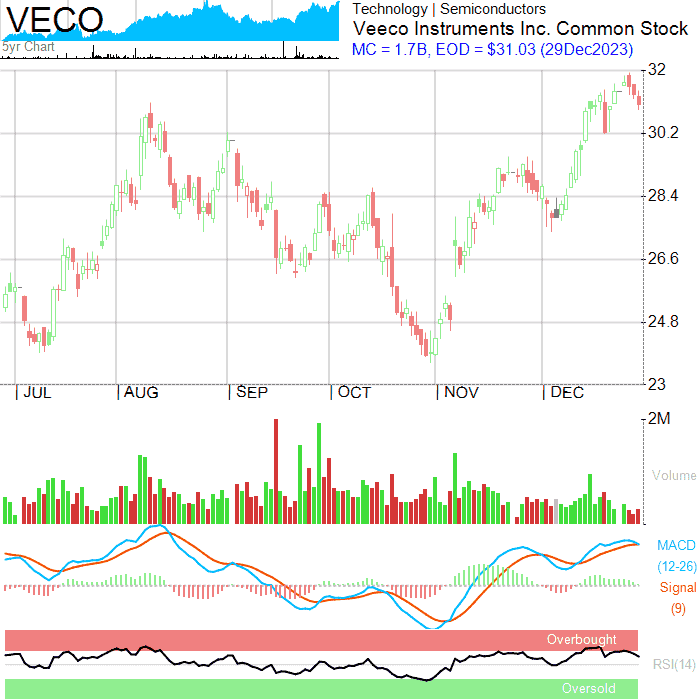 VECO
5yr Chart
Technology | Semiconductors
Veeco Instruments Inc. Common Stock
MC = 1.7B, EOD = $31.03 (29Dec2023)
32
30.2
28.4
26.6
24.8
23
|JUL |AUG |SEP |OCT |NOV |DEC
2M
Volume
MACD
(12-26)
Signal
(9)
Overbought
RSI(14)
Oversold